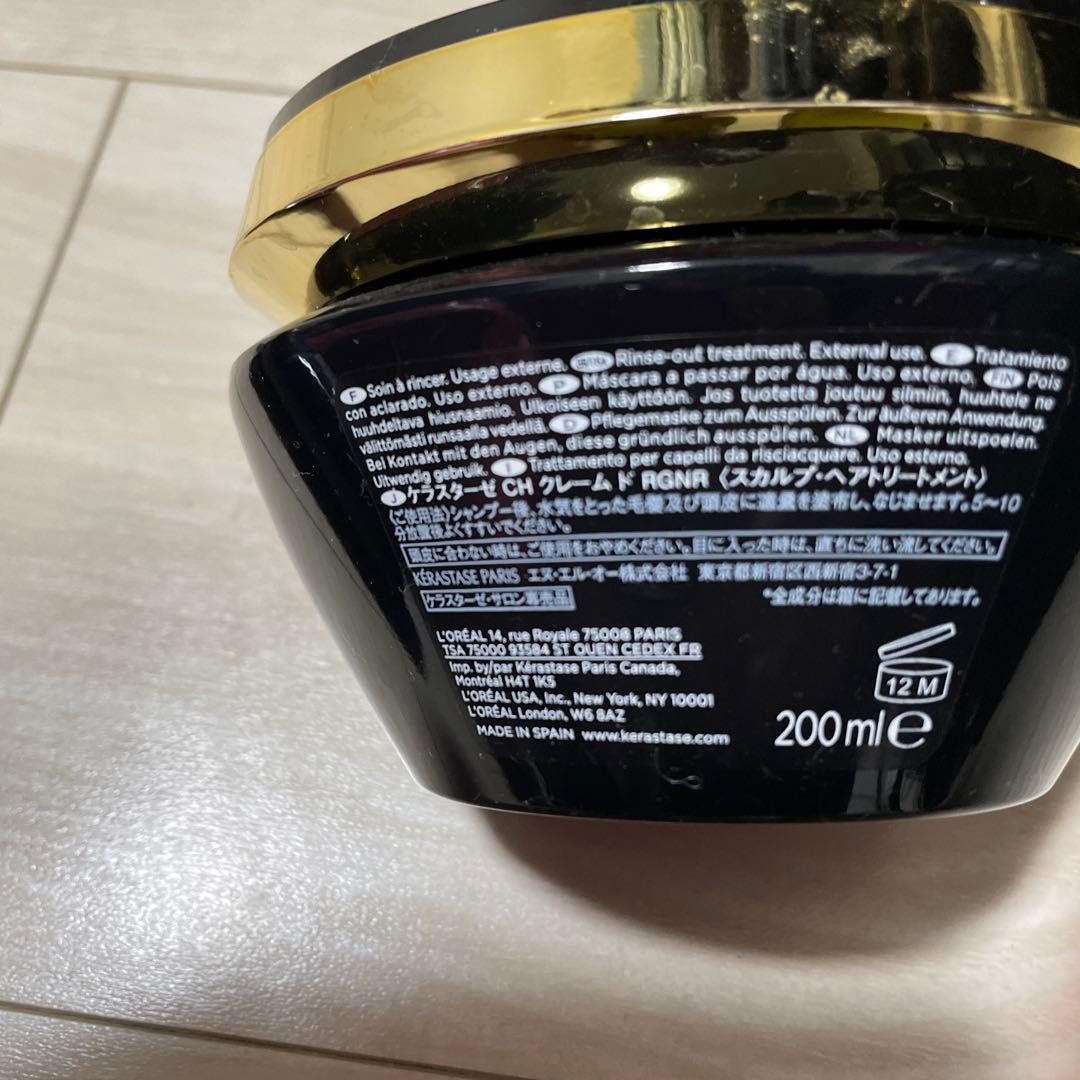 F Soin à rincer. Usage externe. GB/USA Rinse-out treatment. External use. E Tratamiento
con aclarado. Uso externo. P Máscara a passar por água. Uso externo. FIN Pois
huuhdeltava hiusnaamio. Ulkoiseen käyttöön. Jos tuotetta joutuu silmiin, huuhtele ne
välittömästi runsaalla vedellä. D Pflegemaske zum Ausspülen. Zur äußeren Anwendung.
Bei Kontakt mit den Augen, diese gründlich ausspülen. NL Masker uitspoelen.
Uitwendig gebruik. I Trattamento per capelli da risciacquare. Uso esterno.
J ケラスターゼ CH クレーム ド RGNR 〈スカルプ・ヘアトリートメント〉
〈ご使用法〉シャンプー後、水気をとった毛髪及び頭皮に適量を塗布し、なじませます。5~10
分放置後よくすすいでください。
頭皮に合わない時は、ご使用をおやめください。目に入った時は、直ちに洗い流してください。
KÉRASTASE PARIS エヌ・エル・オー株式会社 東京都新宿区西新宿3-7-1
ケラスターゼ・サロン専売品 *全成分は箱に記載してあります。
L'ORÉAL 14, rue Royale 75008 PARIS
TSA 75000 93584 ST OUEN CEDEX FR
Imp. by/par Kérastase Paris Canada,
Montréal H4T 1K5
L'ORÉAL USA, Inc., New York, NY 10001
L'ORÉAL London, W6 8AZ
MADE IN SPAIN www.kerastase.com
12 M
200 ml e